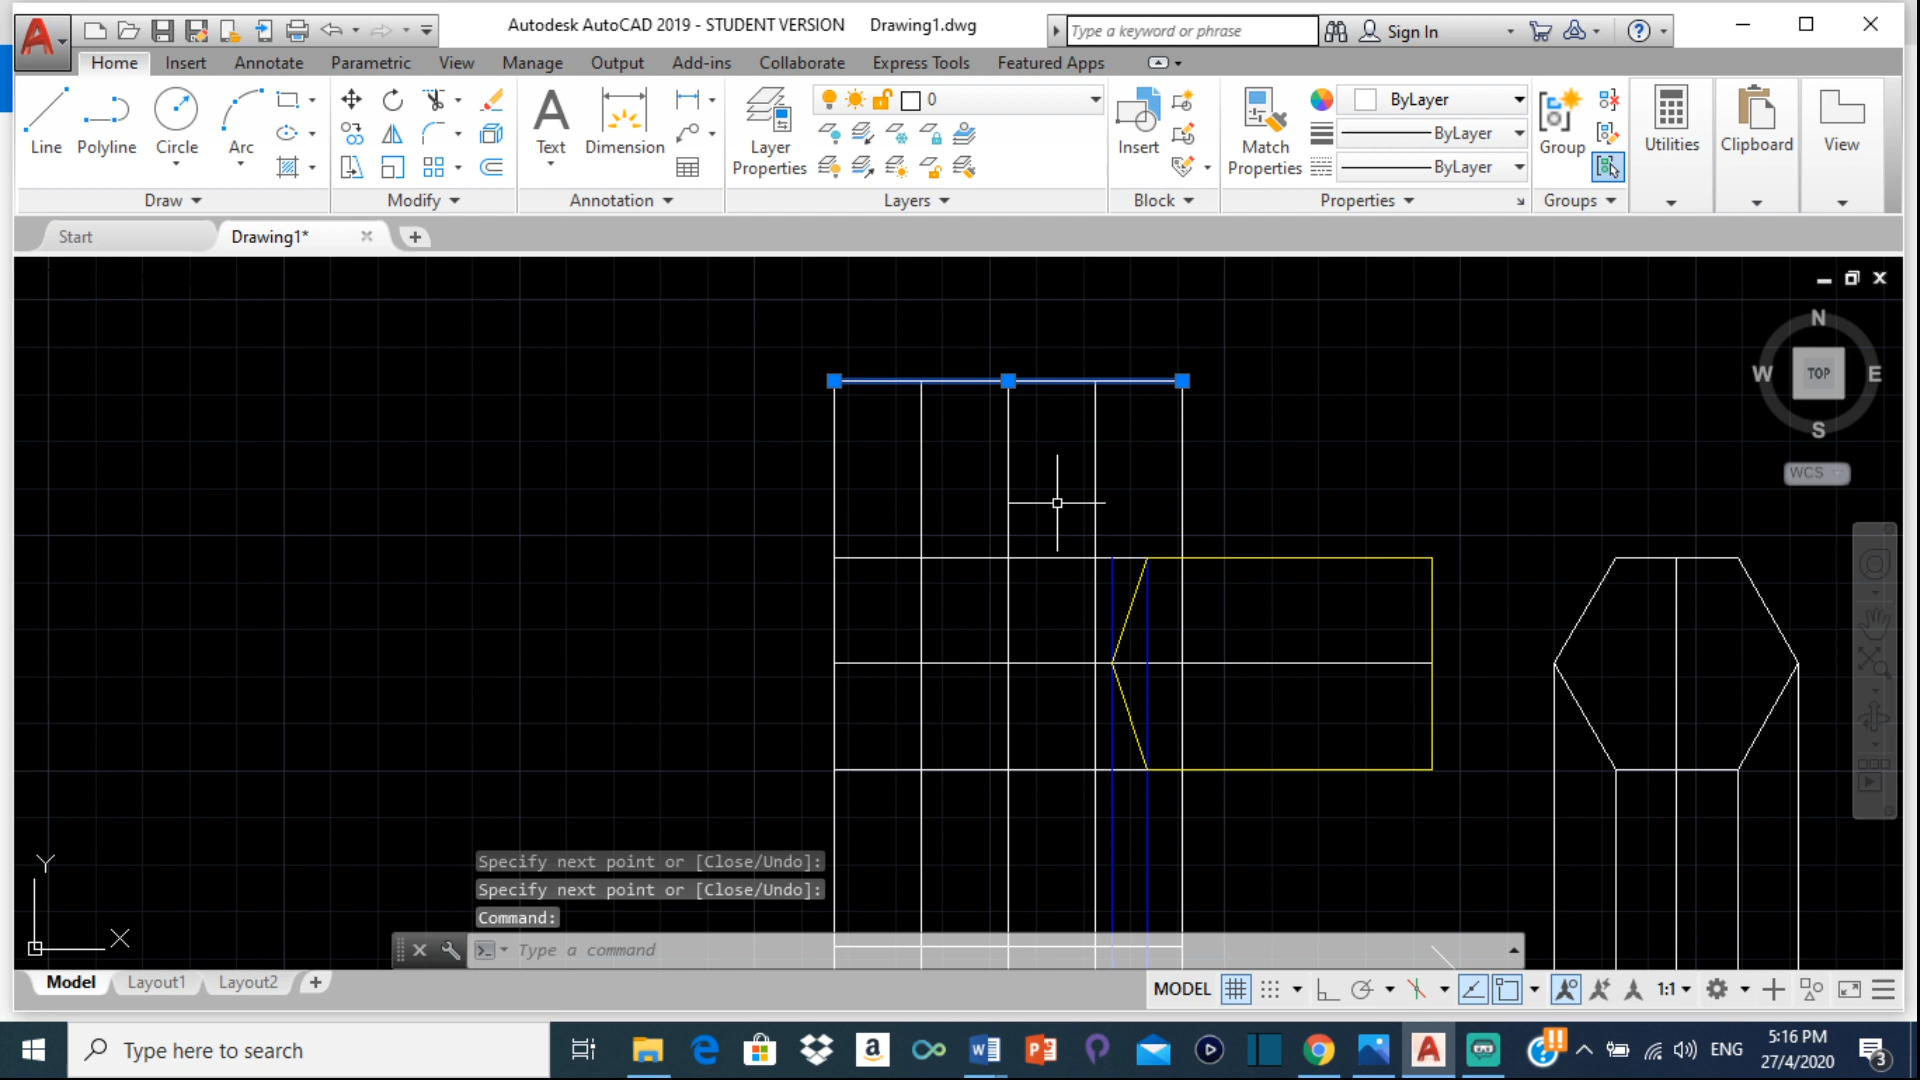 Autodesk AutoCAD 2019 - STUDENT VERSION Drawing1.dwg
Type a keyword or phrase
Sign In
Home Insert Annotate Parametric View Manage Output Add-ins Collaborate Express Tools Featured Apps
Line Polyline Circle Arc
Draw
Modify
Text Dimension
Annotation
Layer Properties
0
Layers
Insert
Block
Match Properties
ByLayer
ByLayer
ByLayer
Properties
Group
Groups
Utilities
Clipboard
View
Start Drawing1*
N
W TOP E
S
WCS
Y
X
Specify next point or [Close/Undo]:
Specify next point or [Close/Undo]:
Command:
Type a command
Model Layout1 Layout2
MODEL 1:1
Type here to search
ENG
5:16 PM
27/4/2020
3